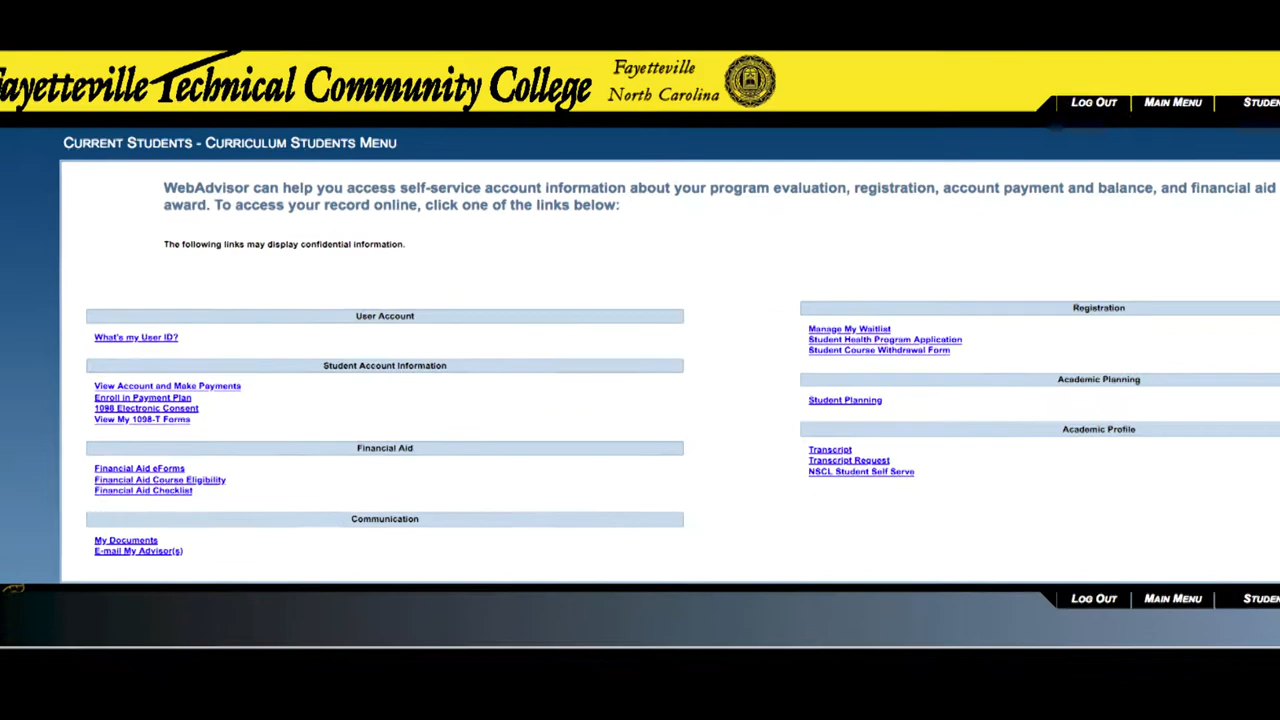 Fayetteville Technical Community College
Fayetteville
North Carolina
LOG OUT
MAIN MENU
CURRENT STUDENTS - CURRICULUM STUDENTS MENU
WebAdvisor can help you access self-service account information about your program evaluation, registration, account payment and balance, and financial aid
award. To access your record online, click one of the links below:
The following links may display confidential information.
User Account
What's my User ID?
Student Account Information
View Account and Make Payments
Enroll in Payment Plan
1098 Electronic Consent
View My 1098-T Forms
Financial Aid
Financial Aid eForms
Financial Aid Course Eligibility
Financial Aid Checklist
Communication
My Documents
E-mail My Advisor(s)
Registration
Manage My Waitlist
Student Health Program Application
Student Course Withdrawal Form
Academic Planning
Student Planning
Academic Profile
Transcript
Transcript Request
NSCL Student Self Serve
LOG OUT
MAIN MENU